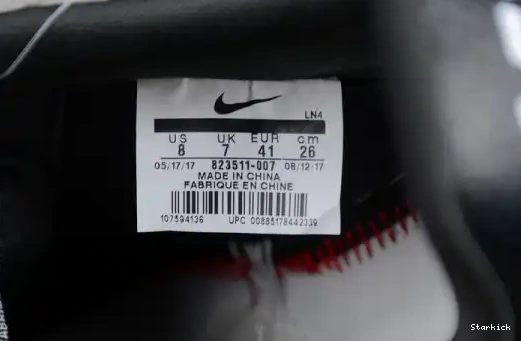 LN4
US UK EUR cm
8 7 41 26
05/17/17 823511-007 08/12/17
MADE IN CHINA
FABRIQUE EN CHINE
107594136 UPC 00885178442339
Starkick